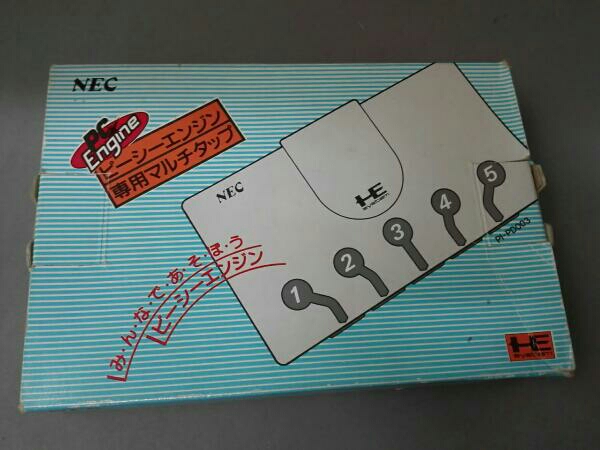 NEC
PC Engine
ピーシーエンジン
専用マルチタップ
NEC
HE
SYSTEM
1
2
3
4
5
PI-PD003
み・ん・な・で・あ・そ・ぼ・う
ピーシーエンジン
HE
SYSTEM